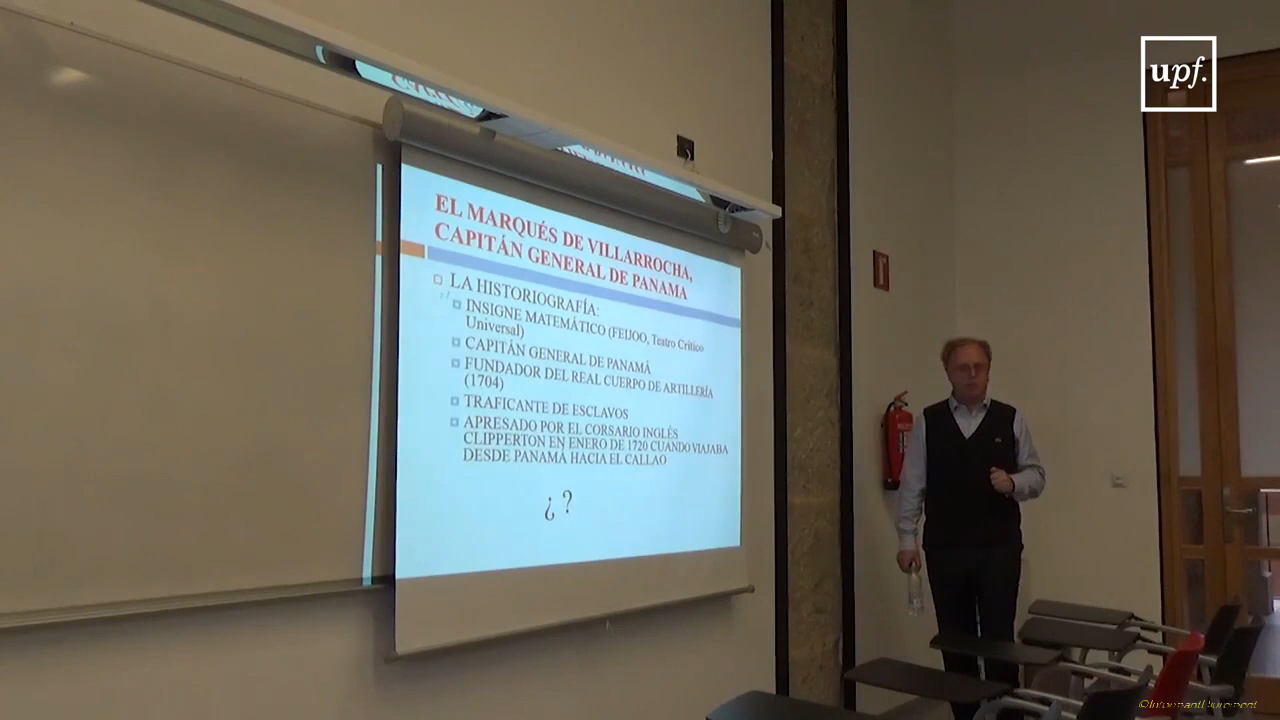 upf.
EL MARQUÉS DE VILLARROCHA,
CAPITÁN GENERAL DE PANAMA
LA HISTORIOGRAFÍA:
INSIGNE MATEMÁTICO (FEIJOO, Teatro Crítico
Universal)
CAPITÁN GENERAL DE PANAMÁ
FUNDADOR DEL REAL CUERPO DE ARTILLERÍA
(1704)
TRAFICANTE DE ESCLAVOS
APRESADO POR EL CORSARIO INGLÉS
CLIPPERTON EN ENERO DE 1720 CUANDO VIAJABA
DESDE PANAMÁ HACIA EL CALLAO
¿ ?